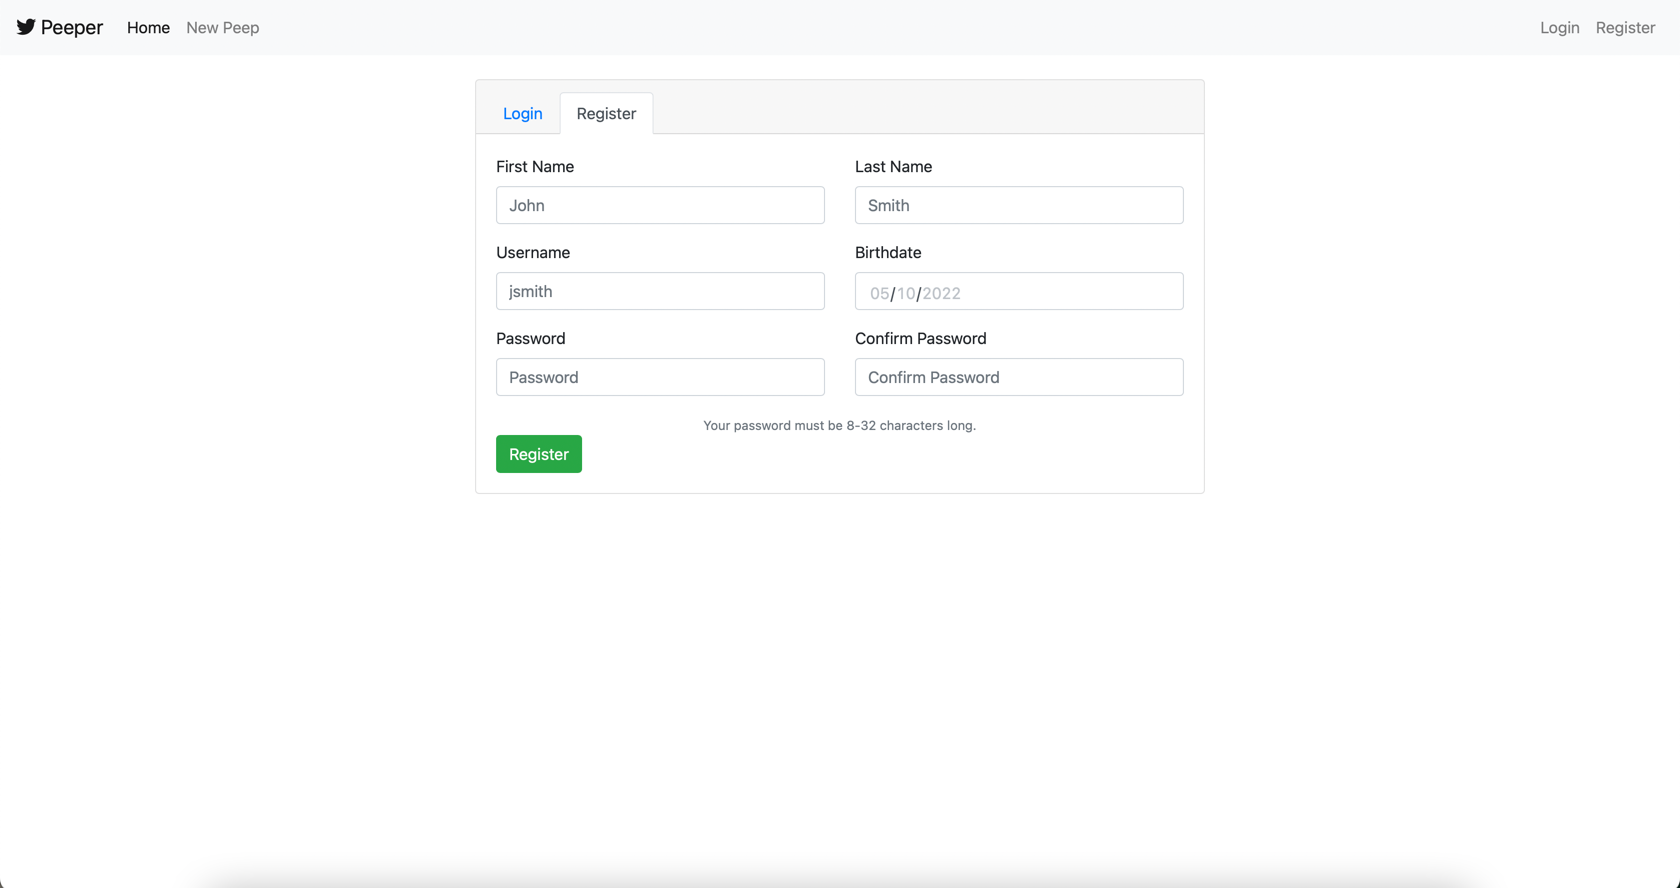 Peeper Home New Peep Login Register
Login Register
First Name Last Name
John Smith
Username Birthdate
jsmith 05/10/2022
Password Confirm Password
Password Confirm Password
Your password must be 8-32 characters long.
Register